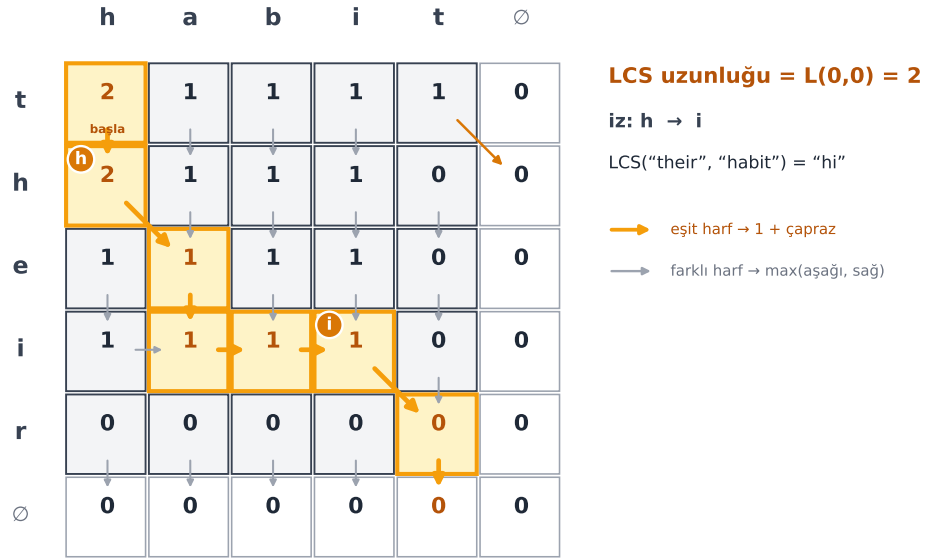 h a b i t ∅
t 2 1 1 1 1 0
başla
h h 2 1 1 1 0 0
e 1 1 1 1 0 0
i 1 1 1 i 1 0 0
r 0 0 0 0 0 0
∅ 0 0 0 0 0 0
LCS uzunluğu = L(0,0) = 2
iz: h → i
LCS(“their”, “habit”) = “hi”
eşit harf → 1 + çapraz
farklı harf → max(aşağı, sağ)